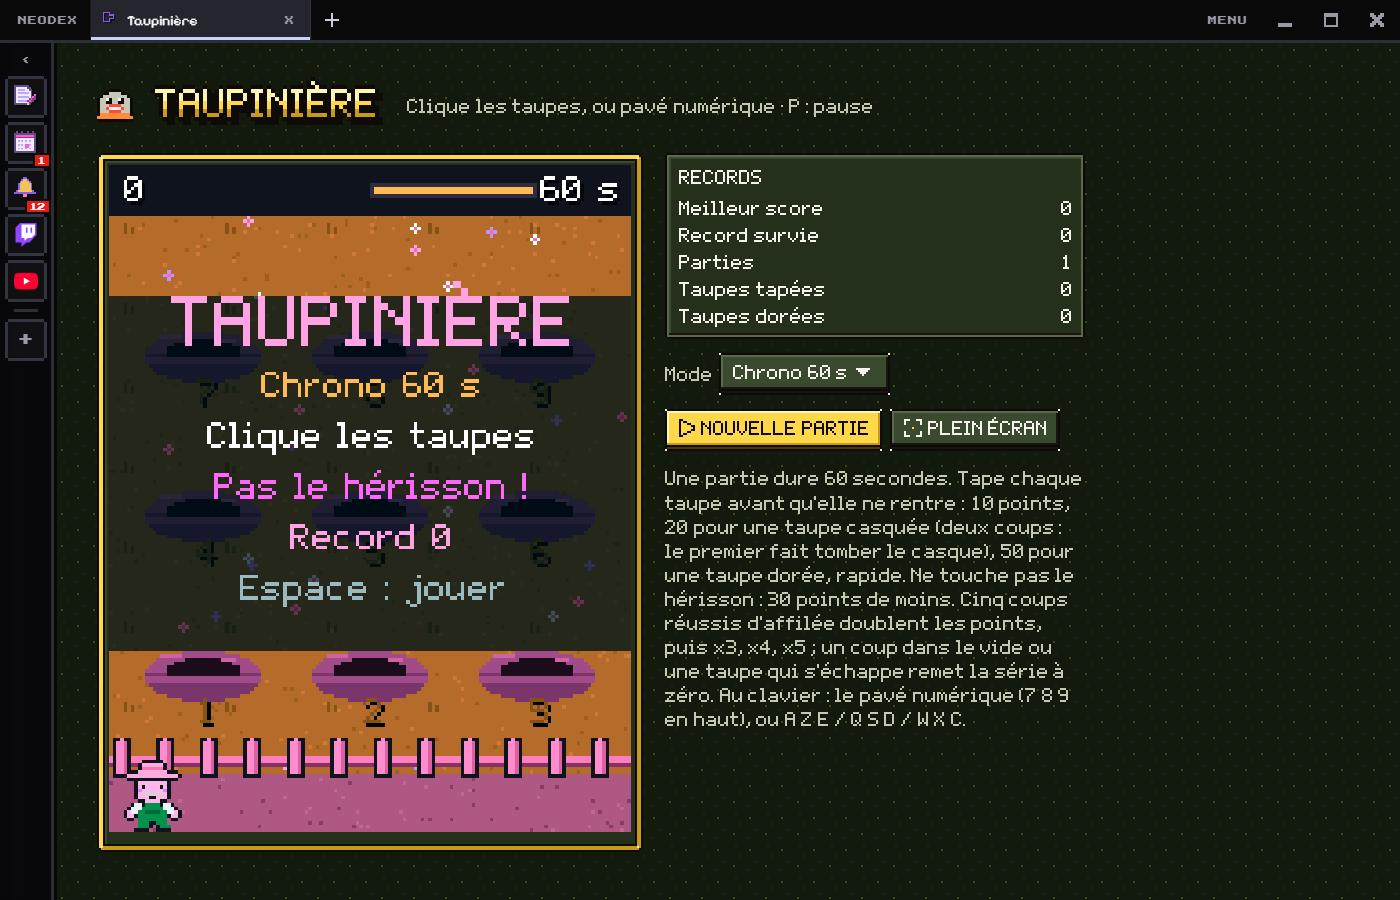 NEODEX
Taupinière
MENU
1
12
TAUPINIÈRE
Clique les taupes, ou pavé numérique · P : pause
0
60 s
TAUPINIÈRE
Chrono 60 s
Clique les taupes
Pas le hérisson !
Record 0
Espace : jouer
7
9
4
6
1
2
3
RECORDS
Meilleur score 0
Record survie 0
Parties 1
Taupes tapées 0
Taupes dorées 0
Mode
Chrono 60 s
NOUVELLE PARTIE
PLEIN ÉCRAN
Une partie dure 60 secondes. Tape chaque
taupe avant qu'elle ne rentre : 10 points,
20 pour une taupe casquée (deux coups :
le premier fait tomber le casque), 50 pour
une taupe dorée, rapide. Ne touche pas le
hérisson : 30 points de moins. Cinq coups
réussis d'affilée doublent les points,
puis x3, x4, x5 ; un coup dans le vide ou
une taupe qui s'échappe remet la série à
zéro. Au clavier : le pavé numérique (7 8 9
en haut), ou A Z E / Q S D / W X C.